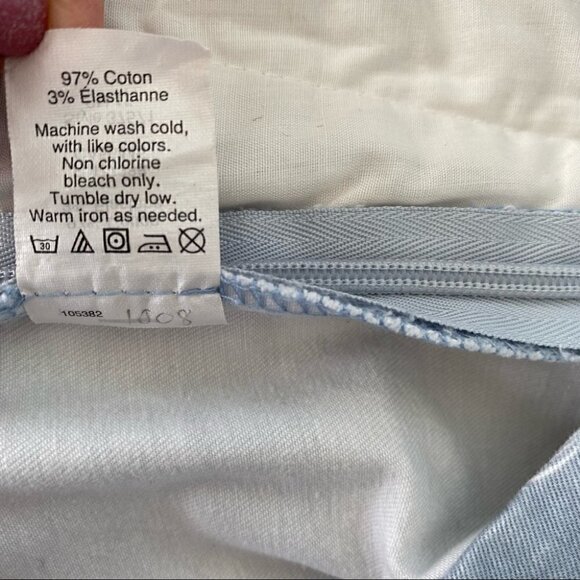 97% Coton
3% Élasthanne
Machine wash cold,
with like colors.
Non chlorine
bleach only.
Tumble dry low.
Warm iron as needed.
30
105382 1608